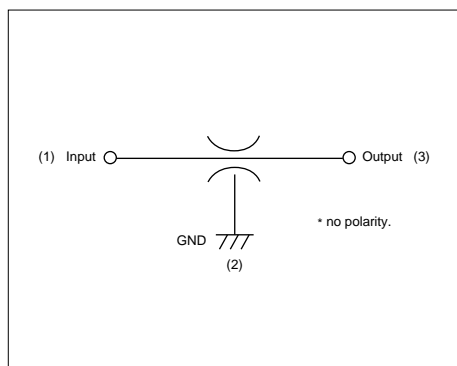 (1) Input Output (3)
* no polarity.
GND
(2)